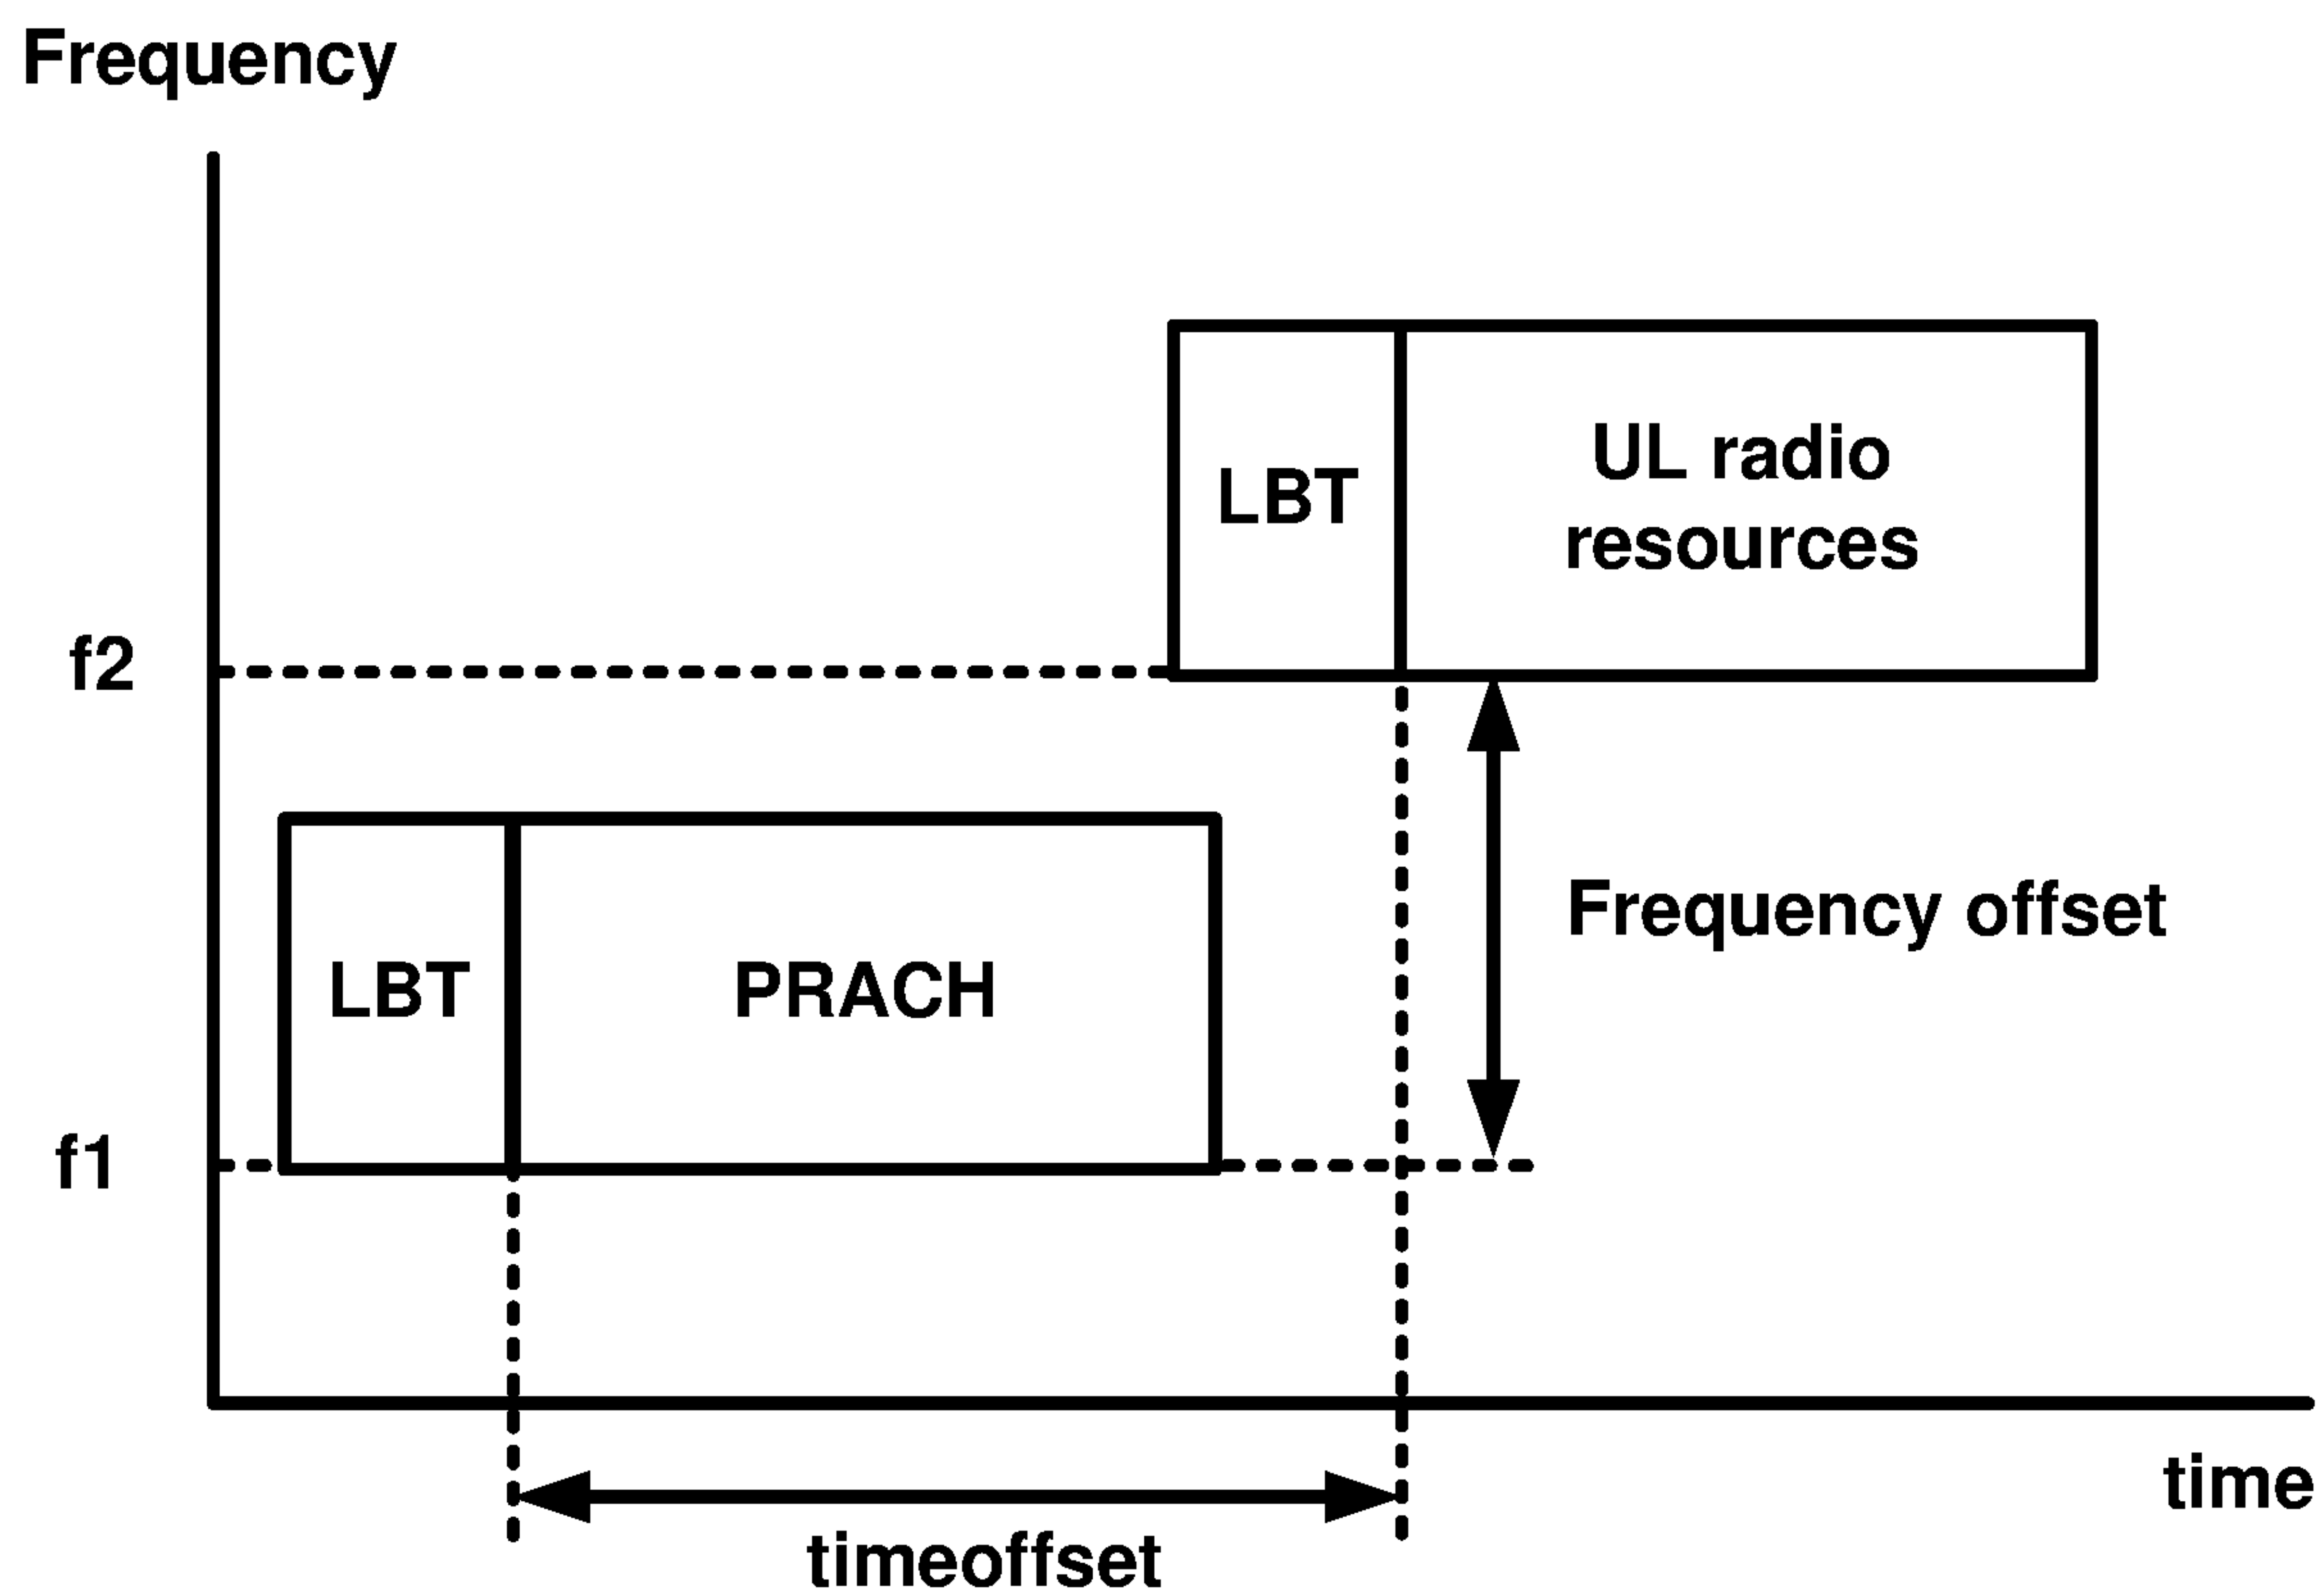 Frequency
LBT
UL radio
resources
f2
Frequency offset
LBT
PRACH
f1
time
timeoffset